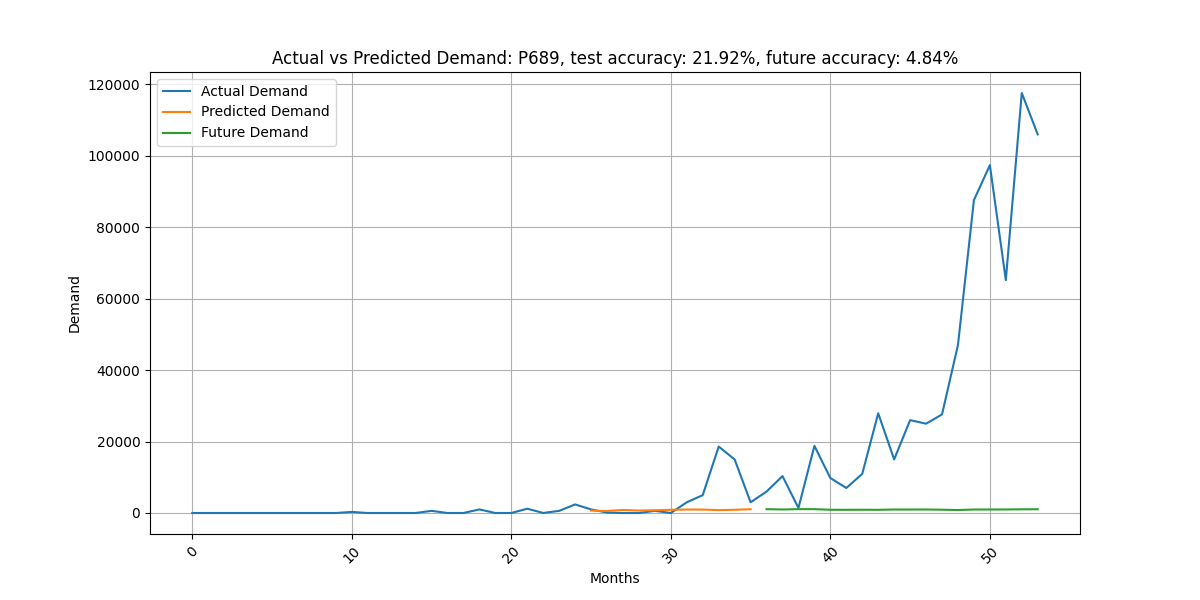 Actual vs Predicted Demand: P689, test accuracy: 21.92%, future accuracy: 4.84%
Actual Demand
Predicted Demand
Future Demand
120000
100000
80000
60000
40000
20000
0
Demand
0
10
20
30
40
50
Months